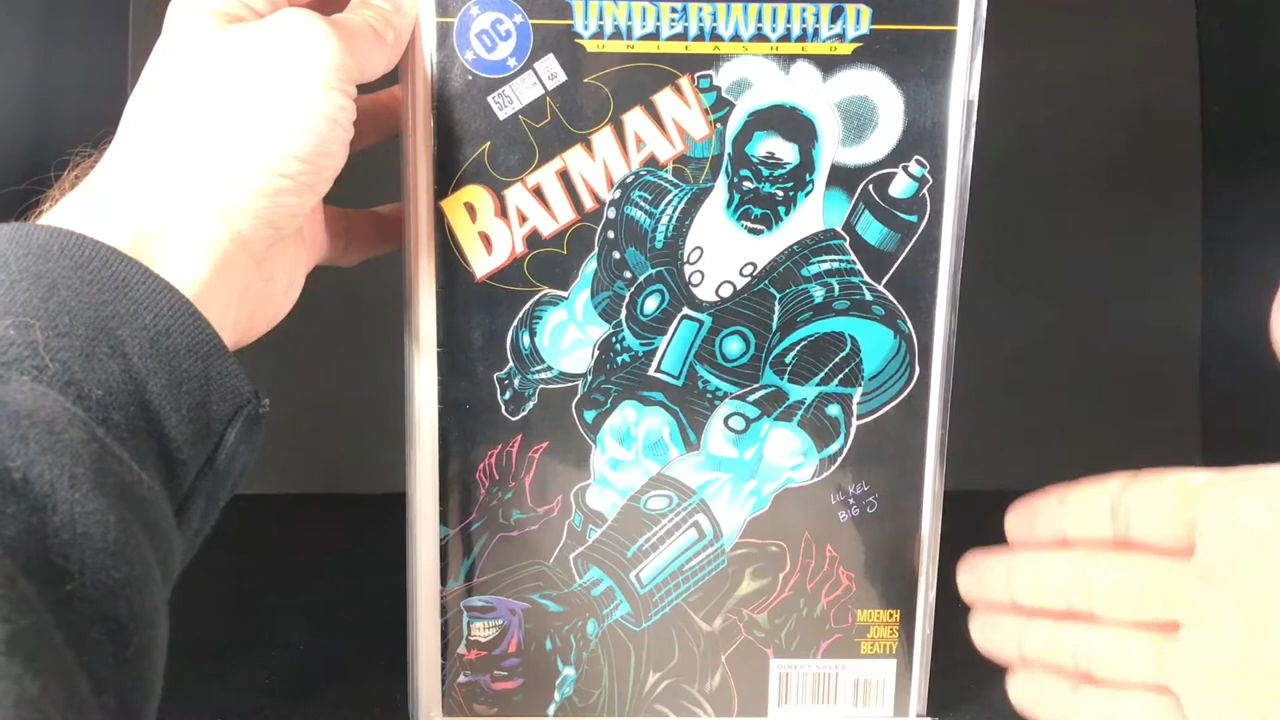 UNDERWORLD
UNLEASHED
DC
525
BATMAN
LIL KEL
x
BIG 'J'
MOENCH
JONES
BEATTY
DIRECT SALES